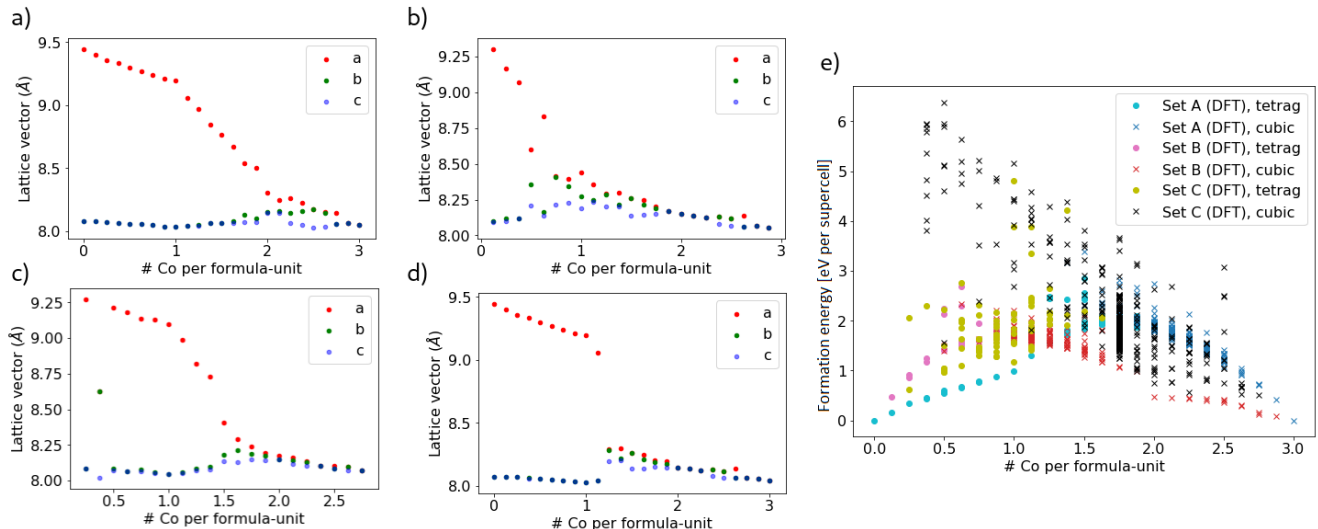 a)
9.5
9.0
8.5
8.0
Lattice vector (Å)
a
b
c
0
1
2
3
# Co per formula-unit
b)
9.25
9.00
8.75
8.50
8.25
8.00
Lattice vector (Å)
a
b
c
0
1
2
3
# Co per formula-unit
c)
9.25
9.00
8.75
8.50
8.25
8.00
Lattice vector (Å)
a
b
c
0.5
1.0
1.5
2.0
2.5
# Co per formula-unit
d)
9.5
9.0
8.5
8.0
Lattice vector (Å)
a
b
c
0
1
2
3
# Co per formula-unit
e)
6
5
4
3
2
1
0
Formation energy [eV per supercell]
Set A (DFT), tetrag
Set A (DFT), cubic
Set B (DFT), tetrag
Set B (DFT), cubic
Set C (DFT), tetrag
Set C (DFT), cubic
0.0
0.5
1.0
1.5
2.0
2.5
3.0
# Co per formula-unit